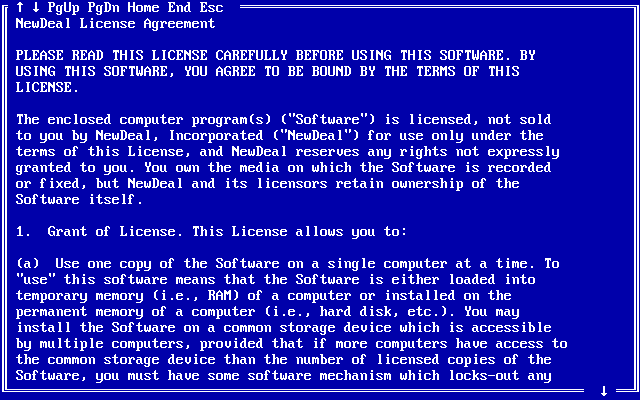 ↑ ↓ PgUp PgDn Home End Esc
NewDeal License Agreement
PLEASE READ THIS LICENSE CAREFULLY BEFORE USING THIS SOFTWARE. BY
USING THIS SOFTWARE, YOU AGREE TO BE BOUND BY THE TERMS OF THIS
LICENSE.
The enclosed computer program(s) ("Software") is licensed, not sold
to you by NewDeal, Incorporated ("NewDeal") for use only under the
terms of this License, and NewDeal reserves any rights not expressly
granted to you. You own the media on which the Software is recorded
or fixed, but NewDeal and its licensors retain ownership of the
Software itself.
1.  Grant of License. This License allows you to:
(a)  Use one copy of the Software on a single computer at a time. To
"use" this software means that the Software is either loaded into
temporary memory (i.e., RAM) of a computer or installed on the
permanent memory of a computer (i.e., hard disk, etc.). You may
install the Software on a common storage device which is accessible
by multiple computers, provided that if more computers have access to
the common storage device than the number of licensed copies of the
Software, you must have some software mechanism which locks-out any
↓